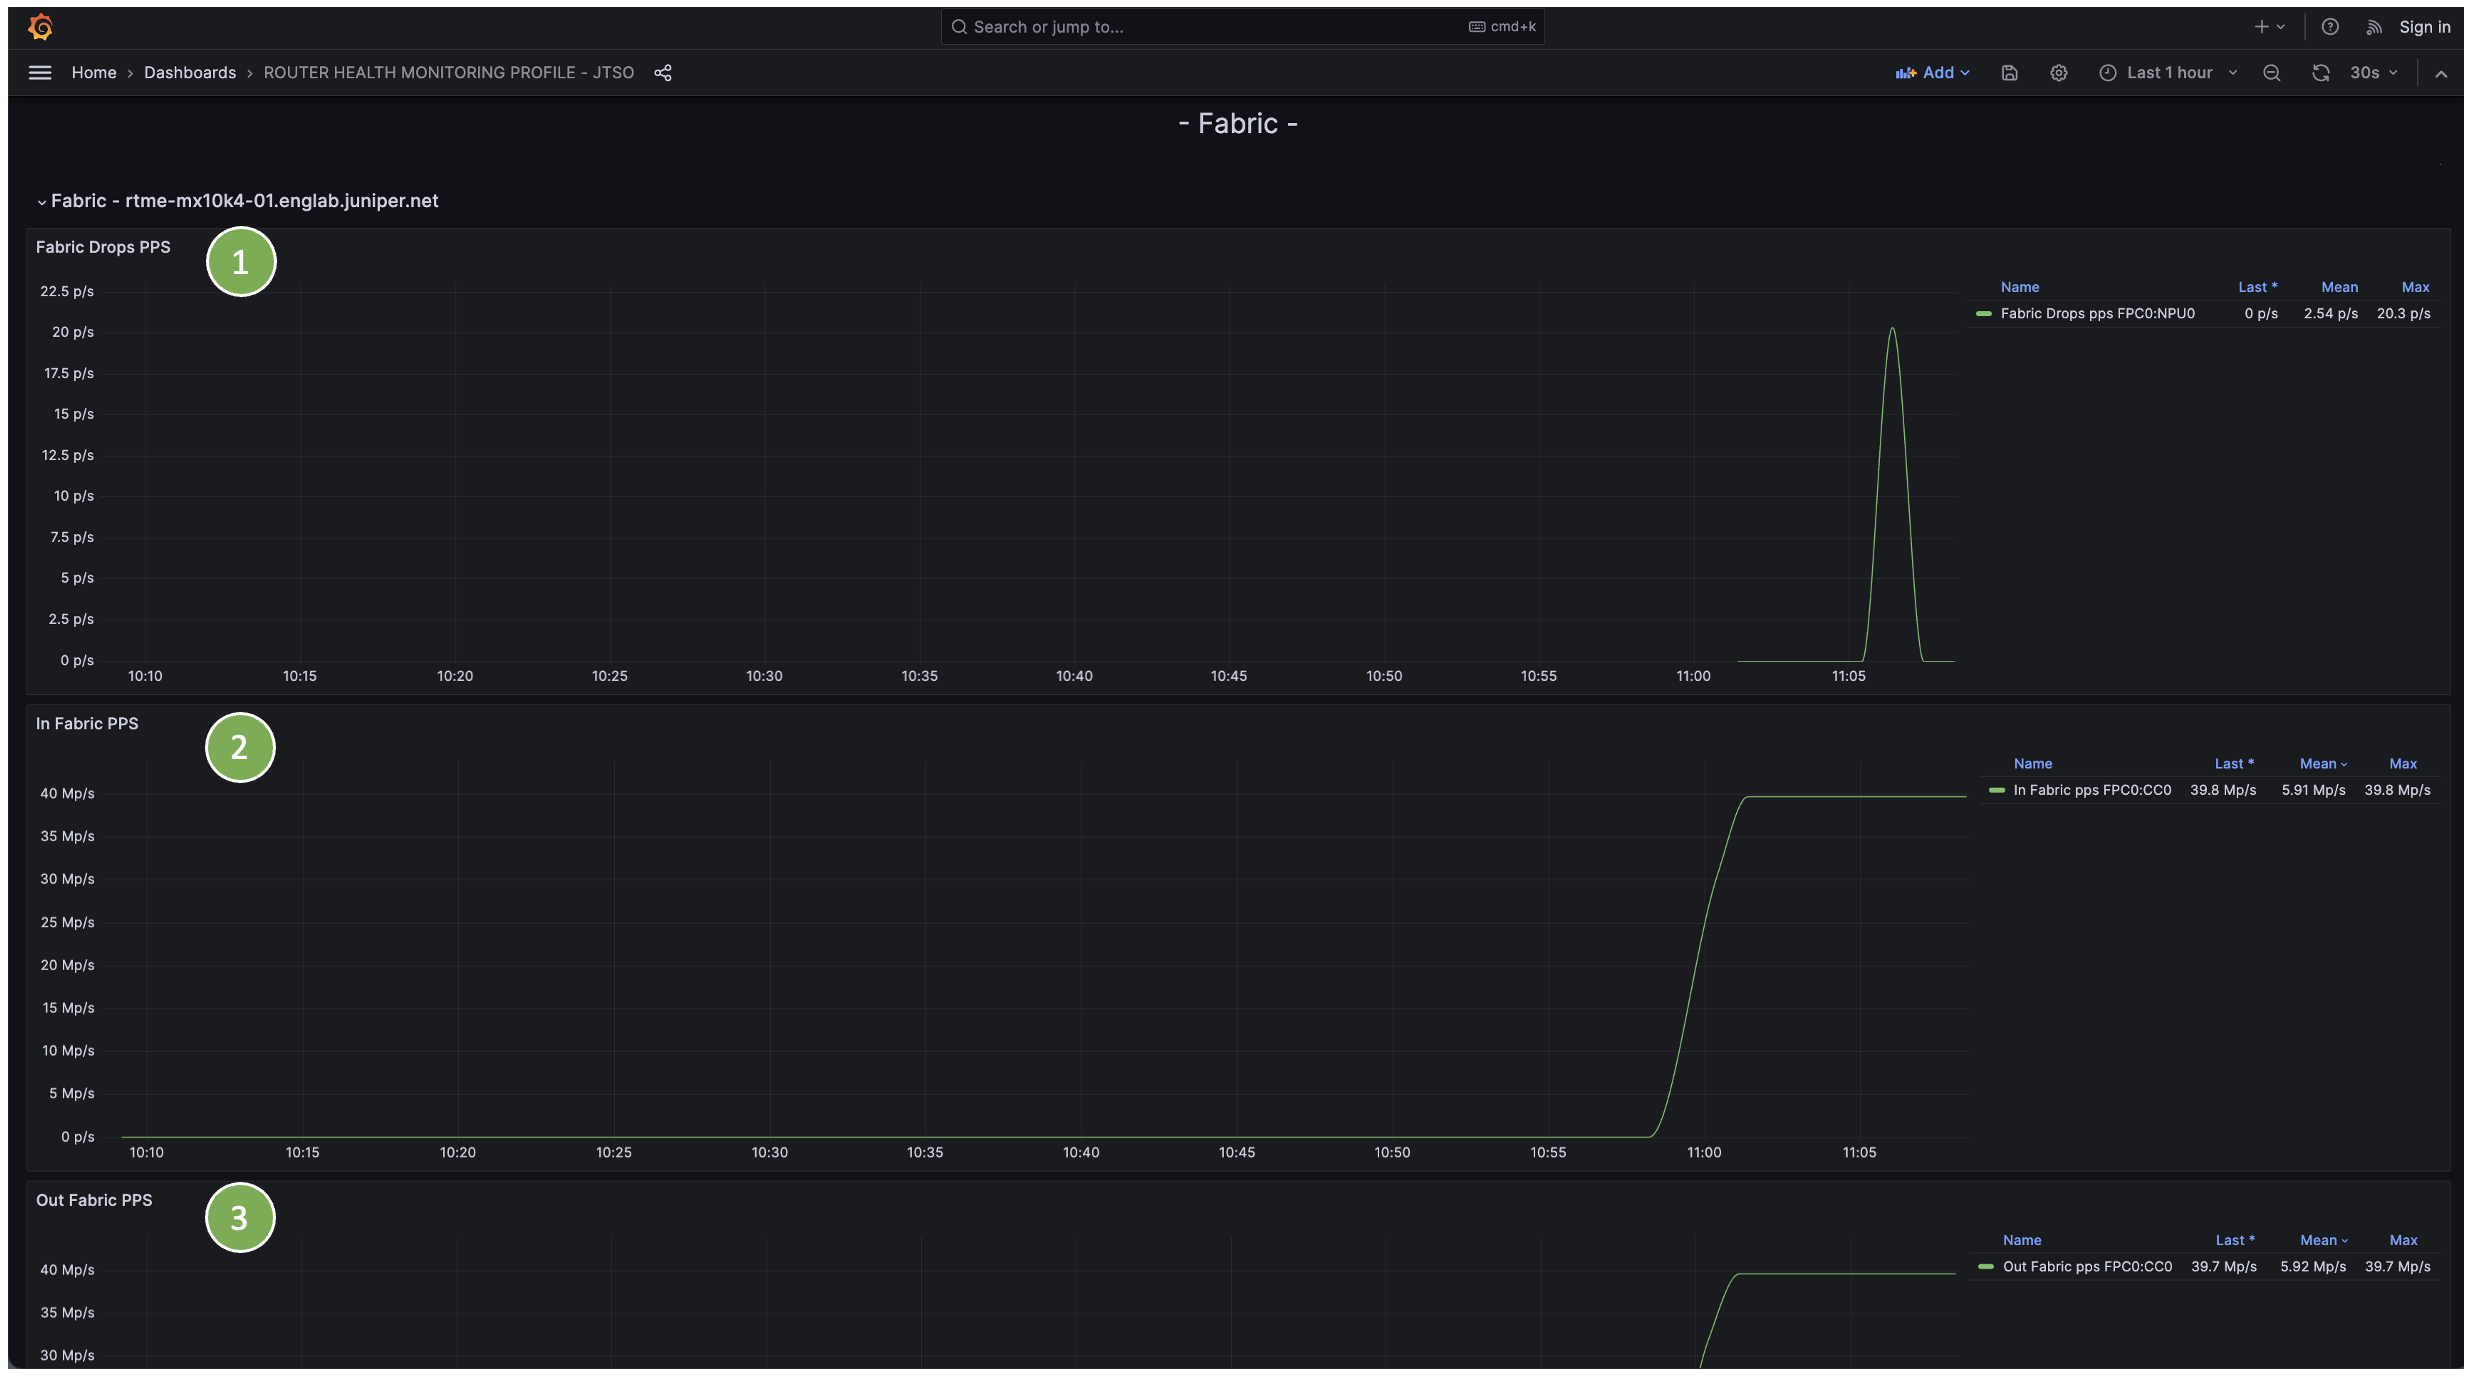 Search or jump to...
cmd+k
Sign in
Home › Dashboards › ROUTER HEALTH MONITORING PROFILE - JTSO
Add
Last 1 hour
30s
- Fabric -
Fabric - rtme-mx10k4-01.englab.juniper.net
Fabric Drops PPS
1
22.5 p/s
20 p/s
17.5 p/s
15 p/s
12.5 p/s
10 p/s
7.5 p/s
5 p/s
2.5 p/s
0 p/s
10:10 10:15 10:20 10:25 10:30 10:35 10:40 10:45 10:50 10:55 11:00 11:05
Name Last * Mean Max
Fabric Drops pps FPC0:NPU0 0 p/s 2.54 p/s 20.3 p/s
In Fabric PPS
2
40 Mp/s
35 Mp/s
30 Mp/s
25 Mp/s
20 Mp/s
15 Mp/s
10 Mp/s
5 Mp/s
0 p/s
10:10 10:15 10:20 10:25 10:30 10:35 10:40 10:45 10:50 10:55 11:00 11:05
Name Last * Mean Max
In Fabric pps FPC0:CC0 39.8 Mp/s 5.91 Mp/s 39.8 Mp/s
Out Fabric PPS
3
40 Mp/s
35 Mp/s
30 Mp/s
Name Last * Mean Max
Out Fabric pps FPC0:CC0 39.7 Mp/s 5.92 Mp/s 39.7 Mp/s